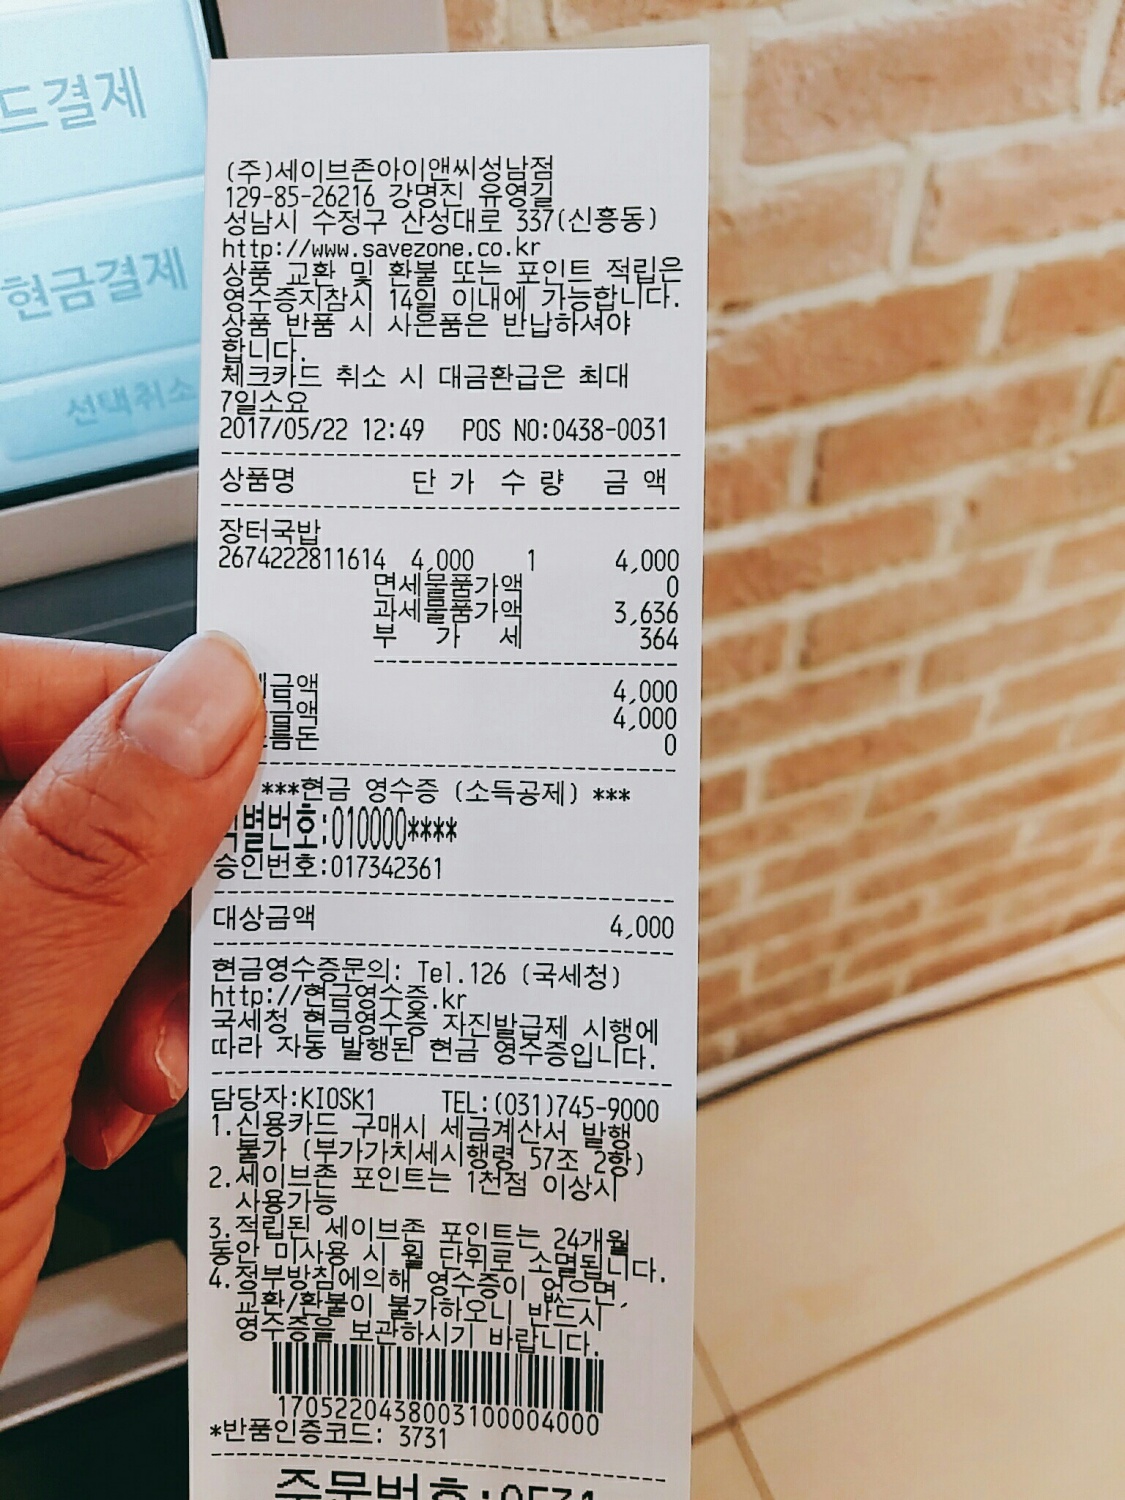 드결제
현금결제
선택취소
(주)세이브존아이앤씨성남점
129-85-26216 강명진 유영길
성남시 수정구 산성대로 337(신흥동)
http://www.savezone.co.kr
상품 교환 및 환불 또는 포인트 적립은
영수증지참시 14일 이내에 가능합니다.
상품 반품 시 사은품은 반납하셔야
합니다.
체크카드 취소 시 대금환급은 최대
7일소요
2017/05/22 12:49 POS NO:0438-0031
상품명 단 가 수 량 금 액
장터국밥
2674222811614 4,000 1 4,000
면세물품가액 0
과세물품가액 3,636
부 가 세 364
금액 4,000
금액 4,000
름돈 0
***현금 영수증 (소득공제) ***
별번호:010000****
승인번호:017342361
대상금액 4,000
현금영수증문의: Tel.126 (국세청)
http://현금영수증.kr
국세청 현금영수증 자진발급제 시행에
따라 자동 발행된 현금 영수증입니다.
담당자:KIOSK1 TEL:(031)745-9000
1.신용카드 구매시 세금계산서 발행
불가 (부가가치세시행령 57조 2항)
2.세이브존 포인트는 1천점 이상시
사용가능
3.적립된 세이브존 포인트는 24개월
동안 미사용 시 월 단위로 소멸됩니다.
4.정부방침에의해 영수증이 없으면,
교환/환불이 불가하오니 반드시
영수증을 보관하시기 바랍니다.
1705220438003100004000
*반품인증코드: 3731
주문번호: